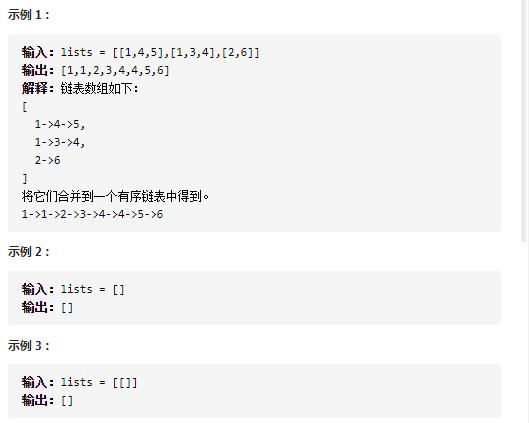 示例 1：
输入：lists = [[1,4,5],[1,3,4],[2,6]]
输出：[1,1,2,3,4,4,5,6]
解释：链表数组如下：
[
  1->4->5,
  1->3->4,
  2->6
]
将它们合并到一个有序链表中得到。
1->1->2->3->4->4->5->6
示例 2：
输入：lists = []
输出：[]
示例 3：
输入：lists = [[]]
输出：[]